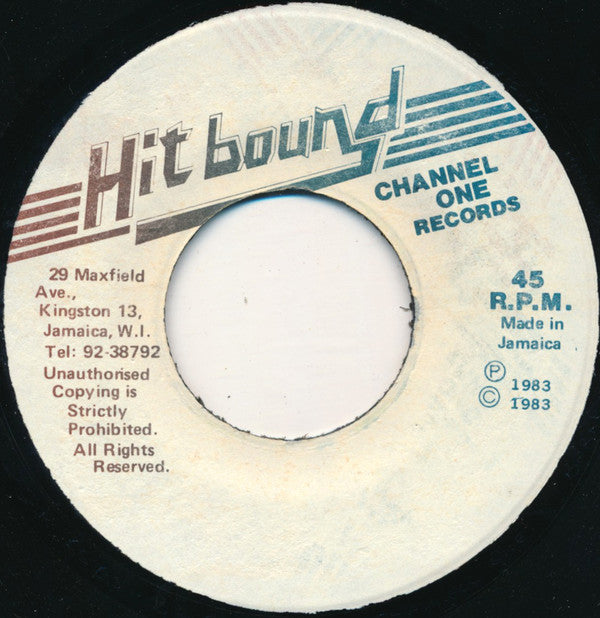 Hit bound
CHANNEL
ONE
RECORDS
29 Maxfield
Ave.,
Kingston 13,
Jamaica, W.I.
Tel: 92-38792
Unauthorised
Copying is
Strictly
Prohibited.
All Rights
Reserved.
45
R.P.M.
Made in
Jamaica
Ⓟ 1983
© 1983